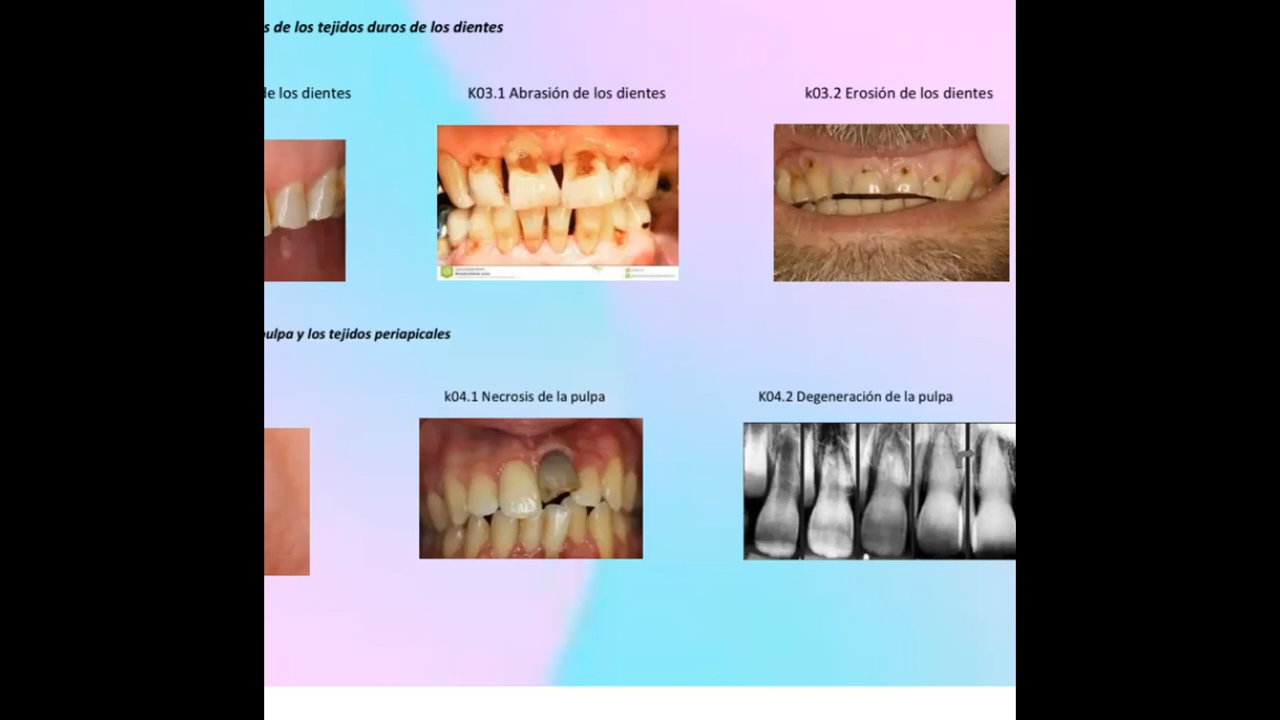 s de los tejidos duros de los dientes
de los dientes
K03.1 Abrasión de los dientes
k03.2 Erosión de los dientes
pulpa y los tejidos periapicales
k04.1 Necrosis de la pulpa
K04.2 Degeneración de la pulpa